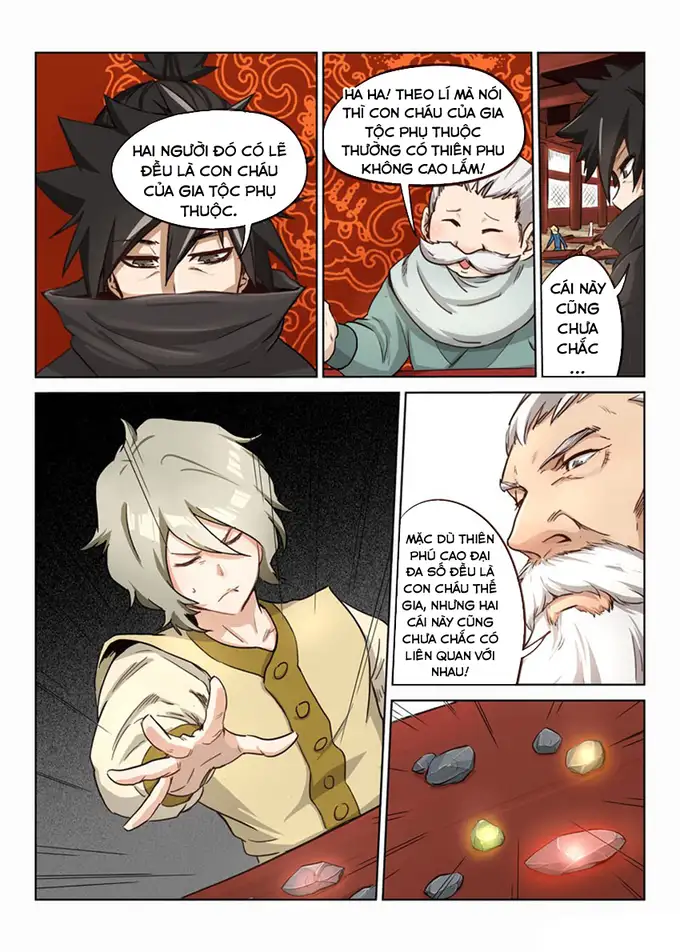 HAI NGƯỜI ĐÓ CÓ LẼ
ĐỀU LÀ CON CHÁU
CỦA GIA TỘC PHỤ
THUỘC.
HA HA! THEO LÍ MÀ NÓI
THÌ CON CHÁU CỦA GIA
TỘC PHỤ THUỘC
THƯỜNG CÓ THIÊN PHU
KHÔNG CAO LẮM!
CÁI NÀY
CŨNG
CHƯA
CHẮC
...
MẶC DÙ THIÊN
PHÚ CAO ĐẠI
ĐA SỐ ĐỀU LÀ
CON CHÁU THẾ
GIA, NHƯNG HAI
CÁI NÀY CŨNG
CHƯA CHẮC CÓ
LIÊN QUAN VỚI
NHAU!